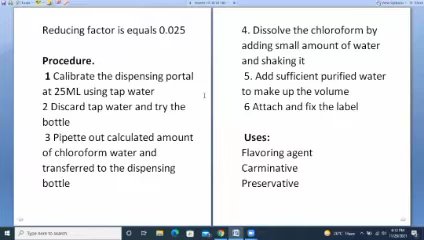 Reducing factor is equals 0.025
Procedure.
1 Calibrate the dispensing portal
at 25ML using tap water
2 Discard tap water and try the
bottle
3 Pipette out calculated amount
of chloroform water and
transferred to the dispensing
bottle
4. Dissolve the chloroform by
adding small amount of water
and shaking it
5. Add sufficient purified water
to make up the volume
6 Attach and fix the label
Uses:
Flavoring agent
Carminative
Preservative
Type here to search